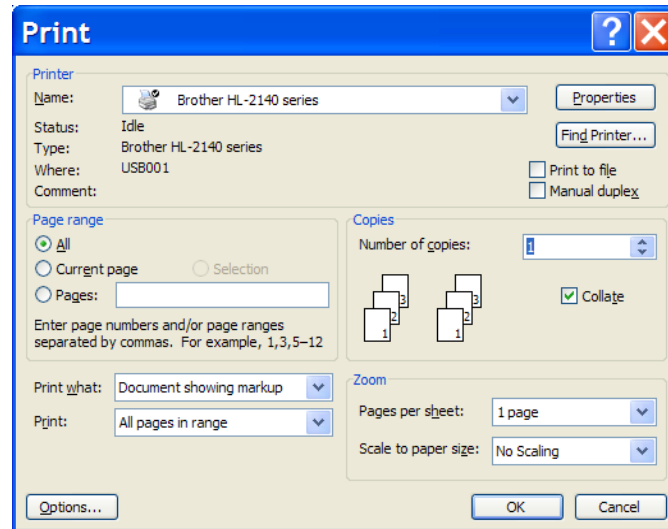 Print
Printer
Name:
Brother HL-2140 series
Properties
Status:
Idle
Find Printer...
Type:
Brother HL-2140 series
Where:
USB001
Print to file
Comment:
Manual duplex
Page range
All
Current page
Selection
Pages:
Enter page numbers and/or page ranges
separated by commas. For example, 1,3,5–12
Copies
Number of copies:
1
3
2
1
3
2
1
Collate
Print what:
Document showing markup
Print:
All pages in range
Zoom
Pages per sheet:
1 page
Scale to paper size:
No Scaling
Options...
OK
Cancel